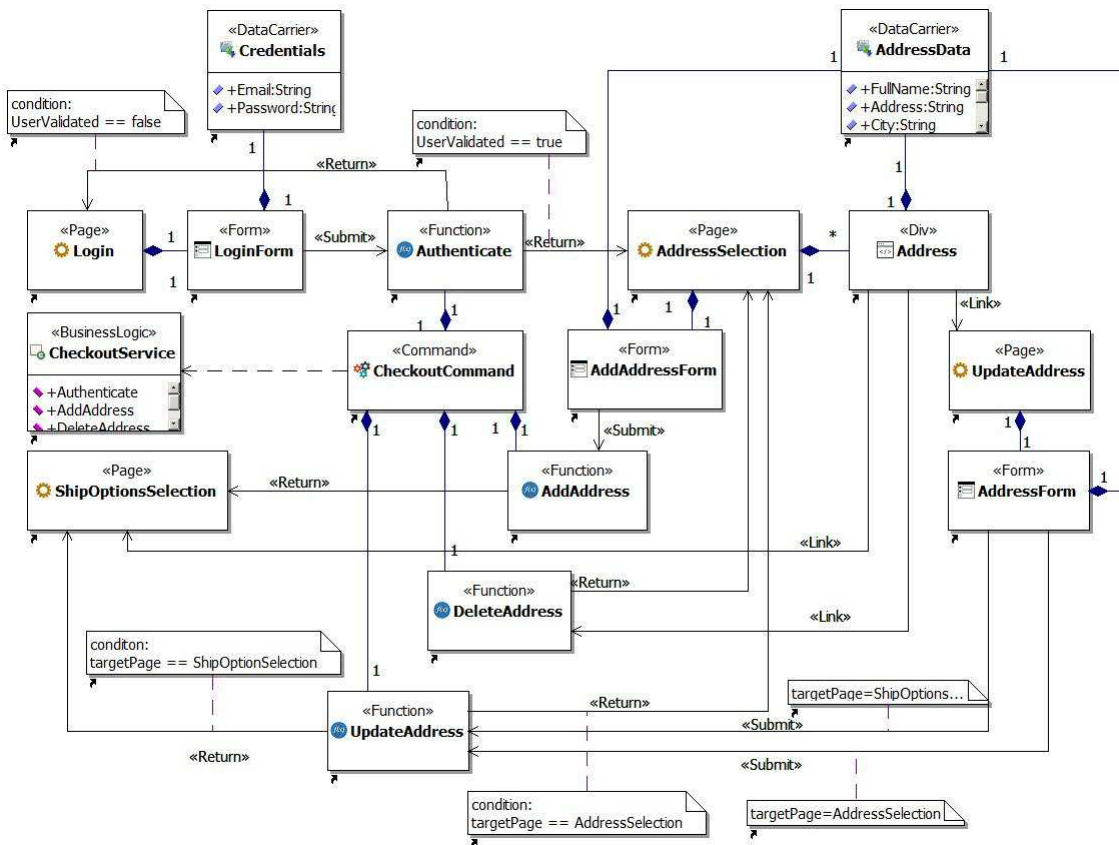 «DataCarrier»
Credentials
+Email:String
+Password:String
«DataCarrier»
AddressData
+FullName:String
+Address:String
+City:String
1
1
condition:
UserValidated == false
condition:
UserValidated == true
1
1
«Return»
1
1
«Page»
Login
1
1
«Form»
LoginForm
«Submit»
«Function»
Authenticate
«Return»
«Page»
AddressSelection
*
1
«Div»
Address
«Link»
1
1
1
1
1
«BusinessLogic»
CheckoutService
+Authenticate
+AddAddress
+DeleteAddress
«Command»
CheckoutCommand
«Form»
AddAddressForm
«Page»
UpdateAddress
1
1
1
1
1
1
«Submit»
«Page»
ShipOptionsSelection
«Return»
«Function»
AddAddress
«Form»
AddressForm
1
1
«Link»
«Function»
DeleteAddress
«Return»
«Link»
conditon:
targetPage == ShipOptionSelection
1
«Function»
UpdateAddress
«Return»
targetPage=ShipOptions...
«Submit»
«Return»
«Submit»
condition:
targetPage == AddressSelection
targetPage=AddressSelection